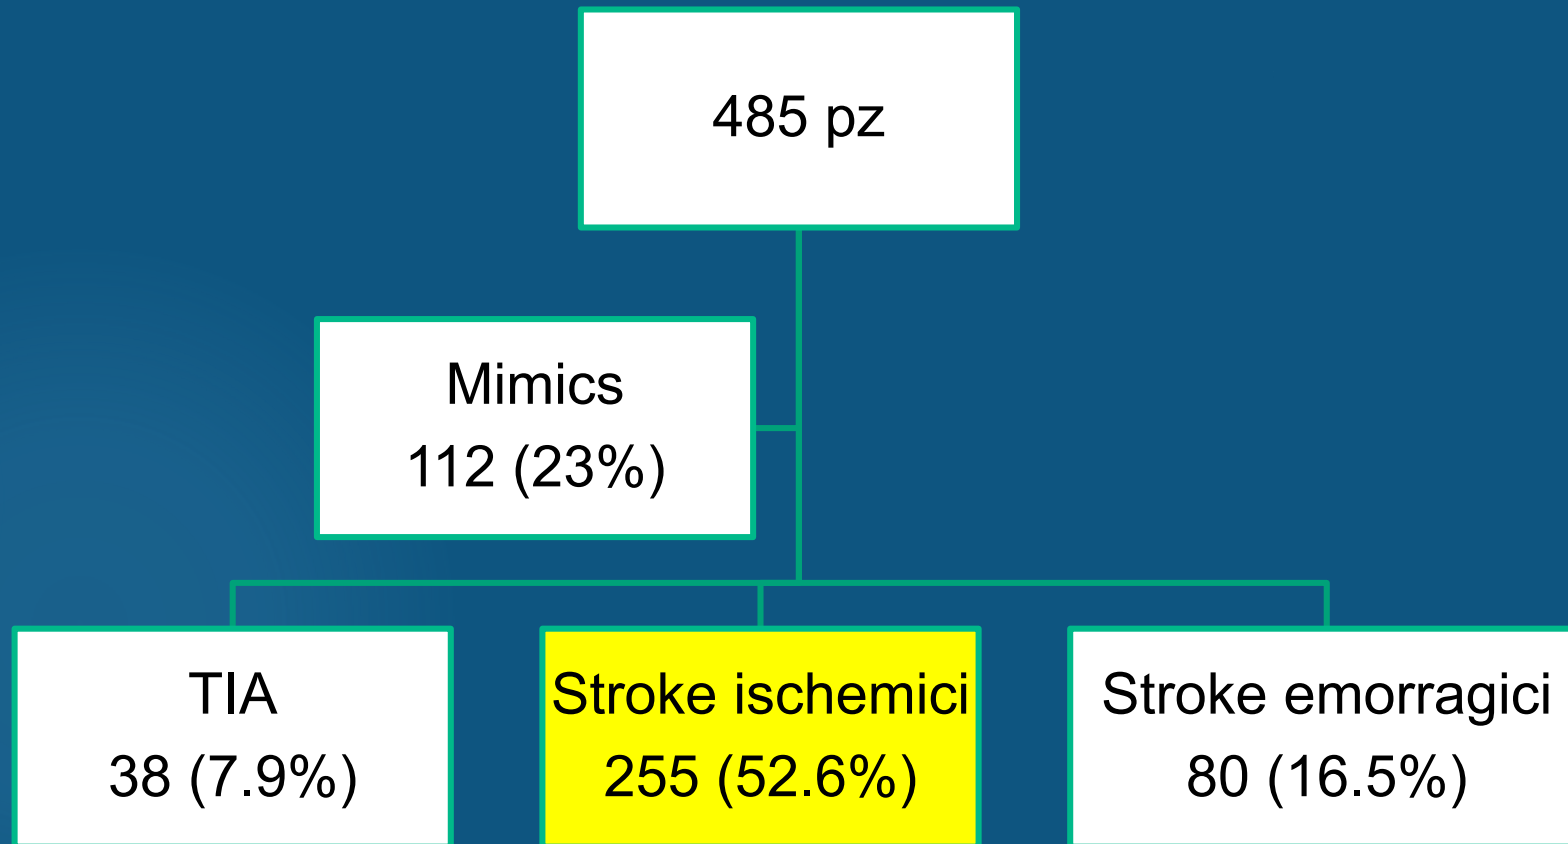 485 pz
Mimics
112 (23%)
TIA
38 (7.9%)
Stroke ischemici
255 (52.6%)
Stroke emorragici
80 (16.5%)